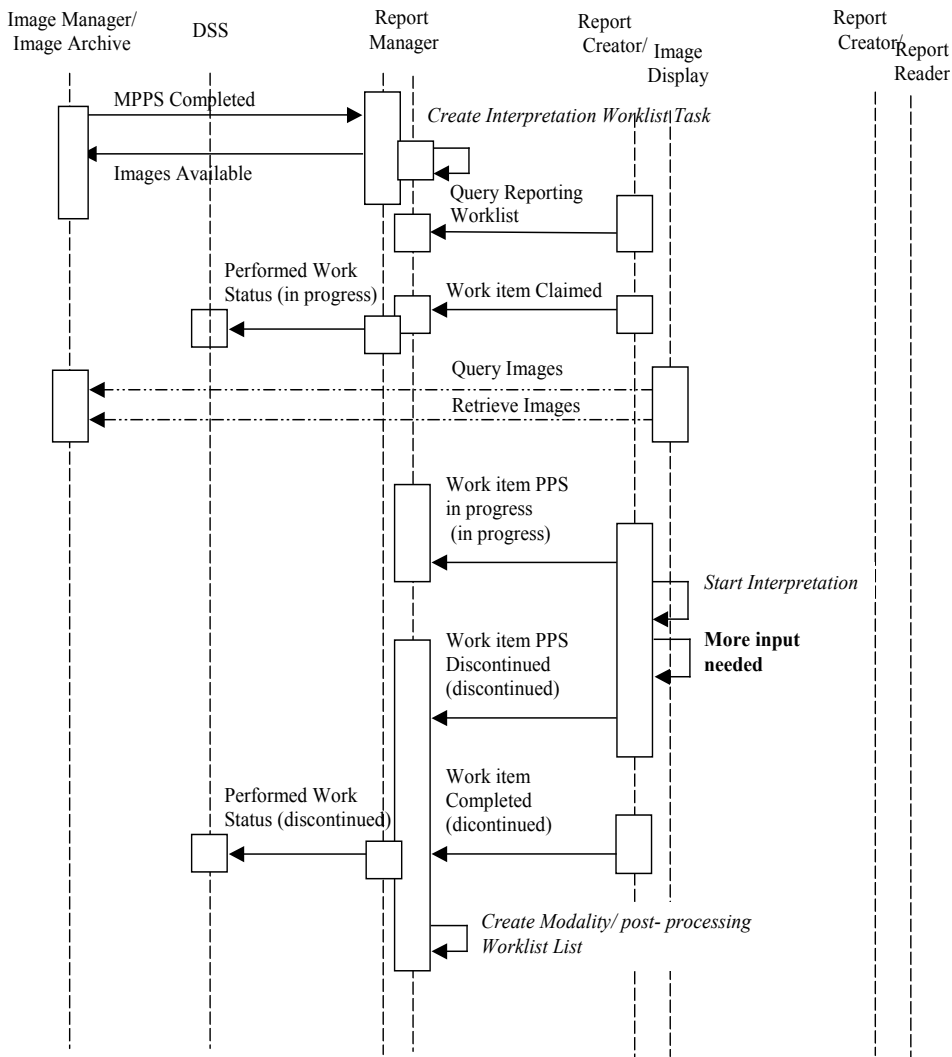 Image Manager/
Image Archive
DSS
Report
Manager
Report
Creator/
Image
Display
Report
Creator/
Report
Reader
MPPS Completed
Create Interpretation Worklist Task
Images Available
Query Reporting
Worklist
Performed Work
Status (in progress)
Work item Claimed
Query Images
Retrieve Images
Work item PPS
in progress
(in progress)
Start Interpretation
Work item PPS
Discontinued
(discontinued)
More input
needed
Performed Work
Status (discontinued)
Work item
Completed
(dicontinued)
Create Modality/ post- processing
Worklist List